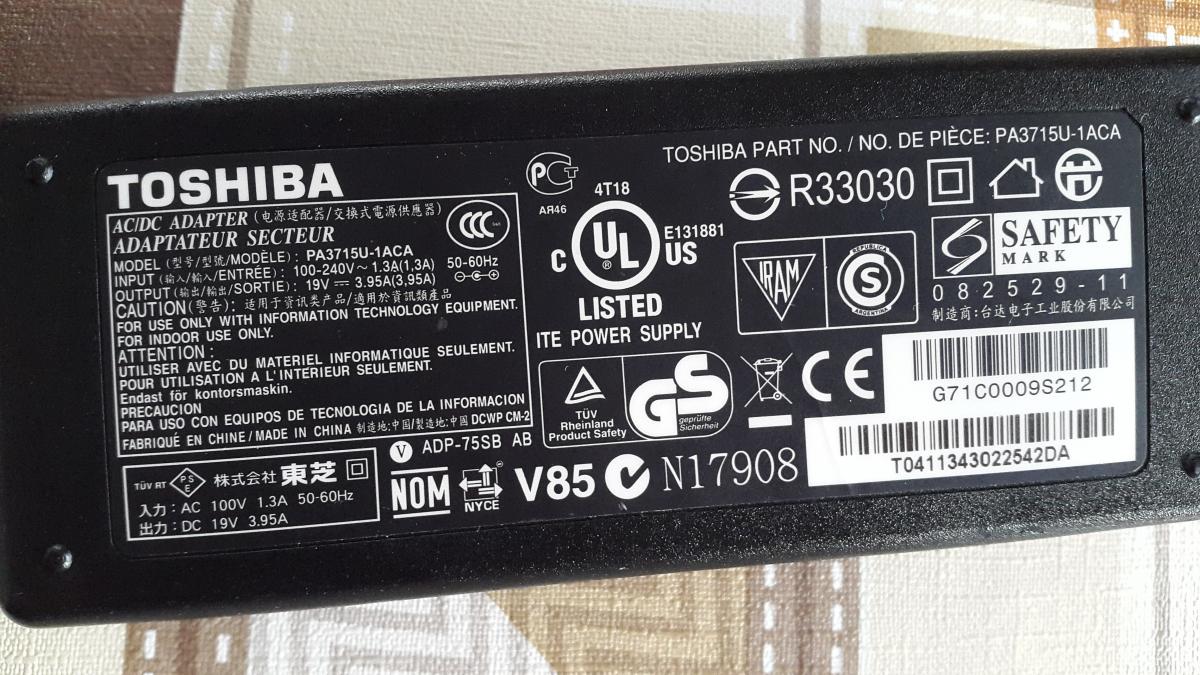 TOSHIBA
AC/DC ADAPTER (电源适配器/交換式電源供應器)
ADAPTATEUR SECTEUR
MODEL (型号/型號/MODÈLE): PA3715U-1ACA
INPUT (输入/輸入/ENTRÉE) : 100-240V ~ 1.3A(1,3A) 50-60Hz
OUTPUT (输出/輸出/SORTIE): 19V ⎓ 3.95A(3,95A)
CAUTION (警告): 适用于资讯类产品/適用於資訊類產品
FOR USE ONLY WITH INFORMATION TECHNOLOGY EQUIPMENT.
FOR INDOOR USE ONLY.
ATTENTION :
UTILISER AVEC DU MATERIEL INFORMATIQUE SEULEMENT.
POUR UTILISATION A L'INTERIEUR SEULEMENT.
Endast för kontorsmaskin.
PRECAUCION
PARA USO CON EQUIPOS DE TECNOLOGIA DE LA INFORMACION
FABRIQUÉ EN CHINE/MADE IN CHINA 制造地:中国/製造地:中國 DCWP CM-2
CCC
TÜV RT PSE 株式会社 東芝
入力 : AC 100V 1.3A 50-60Hz
出力 : DC 19V 3.95A
V ADP-75SB AB
NOM
NYCE
V85
N17908
PCT
АЯ46
4T18
C UL ® US
E131881
LISTED
ITE POWER SUPPLY
TÜV
Rheinland
Product Safety
GS
geprüfte
Sicherheit
TOSHIBA PART NO. / NO. DE PIÈCE: PA3715U-1ACA
R33030
IRAM
REPUBLICA
S
ARGENTINA
SAFETY
MARK
082529-11
制造商:台达电子工业股份有限公司
CE
G71C0009S212
T0411343022542DA